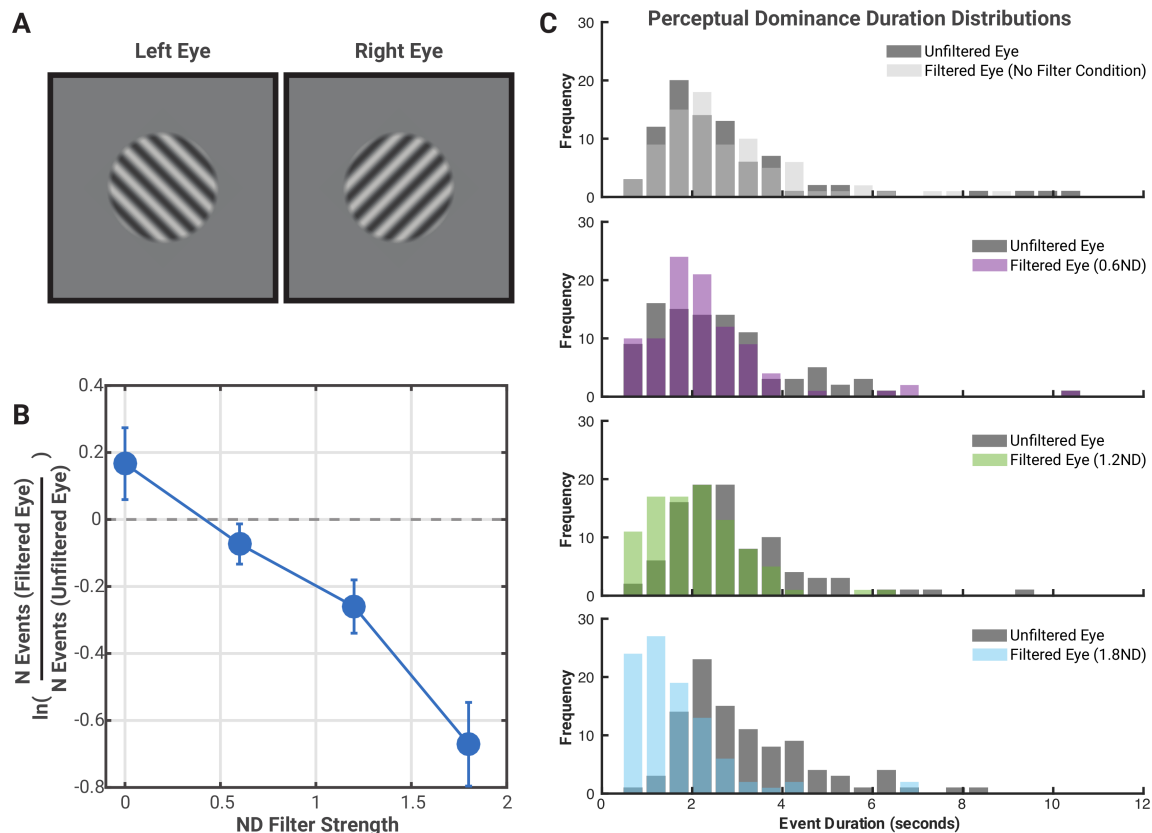 A
Left Eye
Right Eye
B
0.4
0.2
0
-0.2
-0.4
-0.6
-0.8
ln( N Events (Filtered Eye) )
N Events (Unfiltered Eye)
0 0.5 1 1.5 2
ND Filter Strength
C
Perceptual Dominance Duration Distributions
Unfiltered Eye
Filtered Eye (No Filter Condition)
Frequency
30
20
10
0
Unfiltered Eye
Filtered Eye (0.6ND)
Frequency
30
20
10
0
Unfiltered Eye
Filtered Eye (1.2ND)
Frequency
30
20
10
0
Unfiltered Eye
Filtered Eye (1.8ND)
Frequency
30
20
10
0
0 2 4 6 8 10 12
Event Duration (seconds)